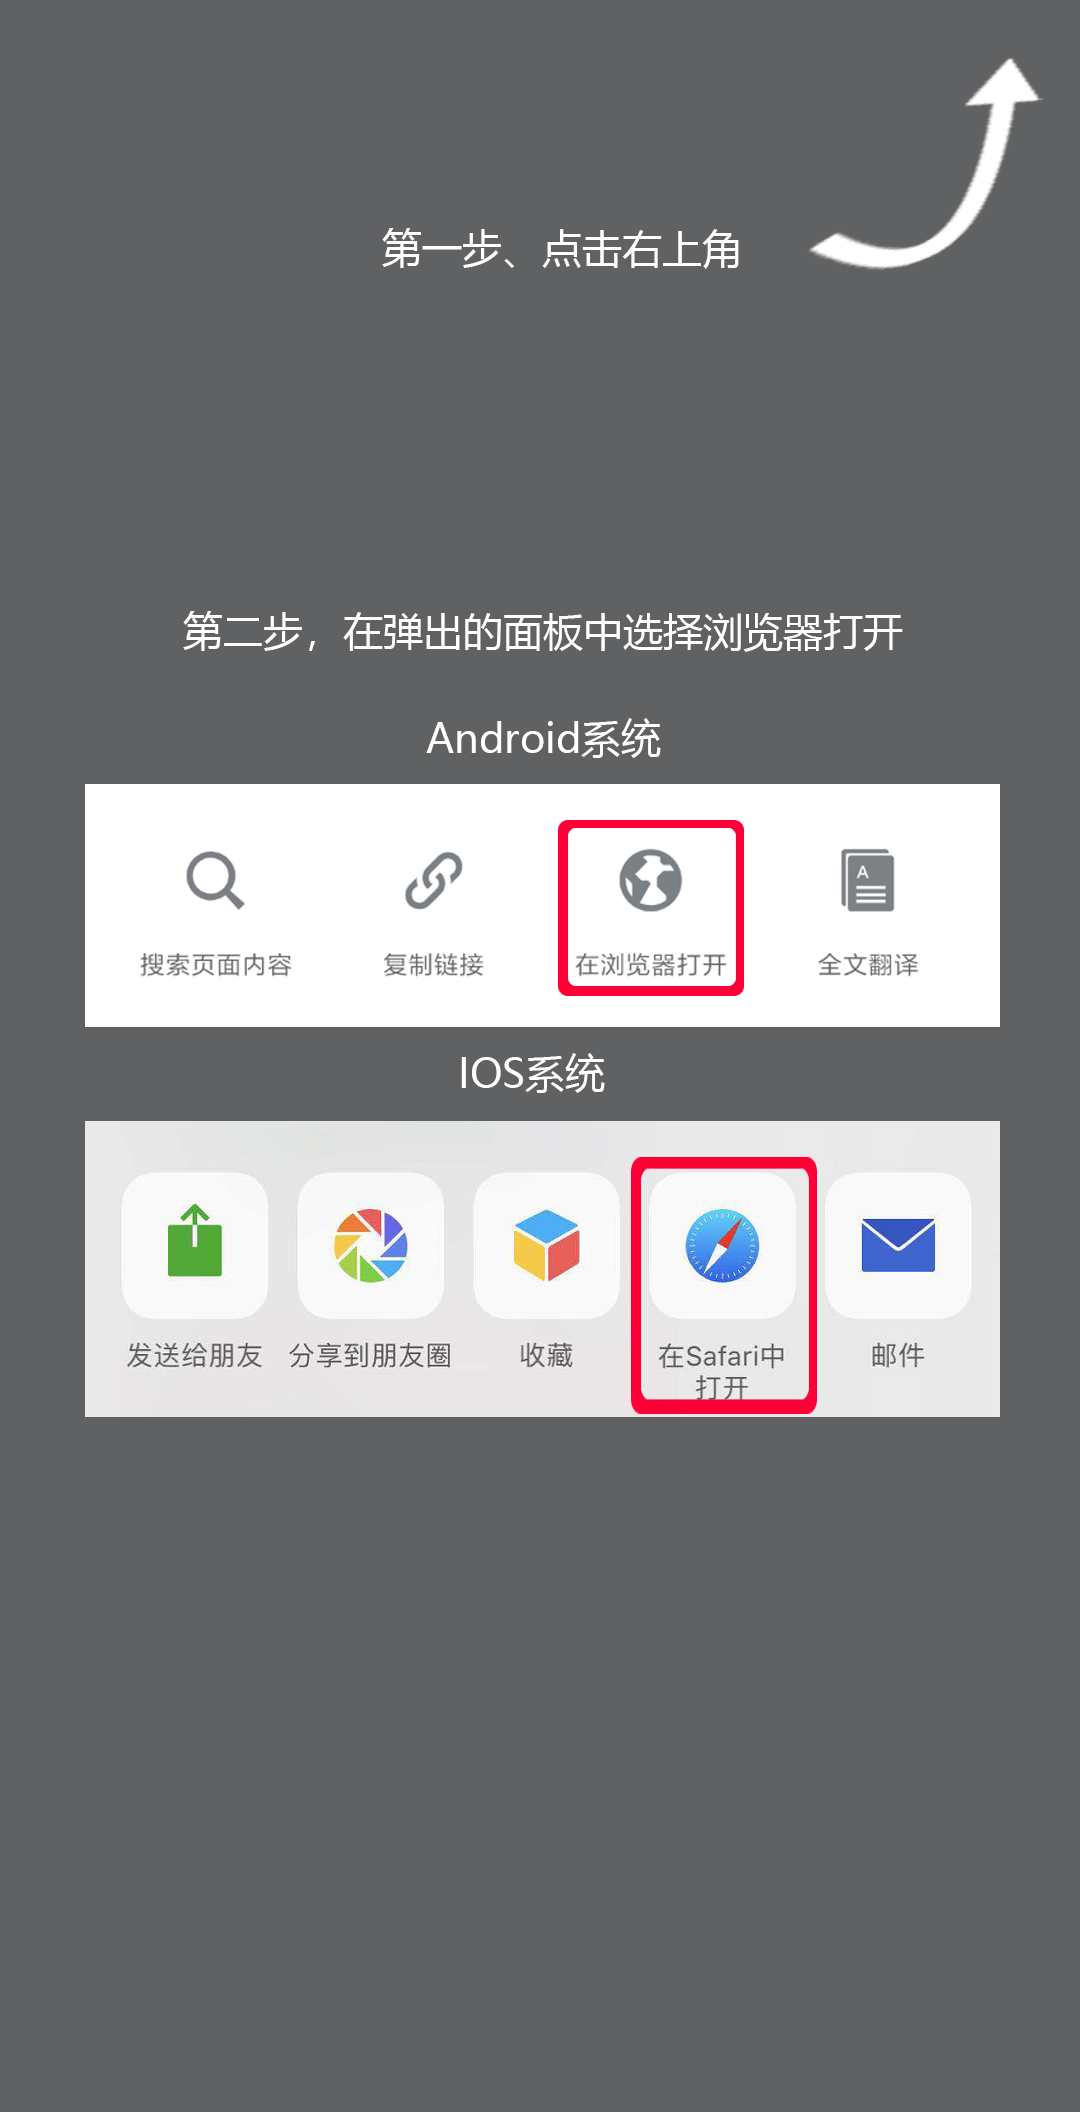 第一步、点击右上角
第二步，在弹出的面板中选择浏览器打开
Android系统
搜索页面内容
复制链接
在浏览器打开
A
全文翻译
IOS系统
发送给朋友
分享到朋友圈
收藏
在Safari中
打开
邮件